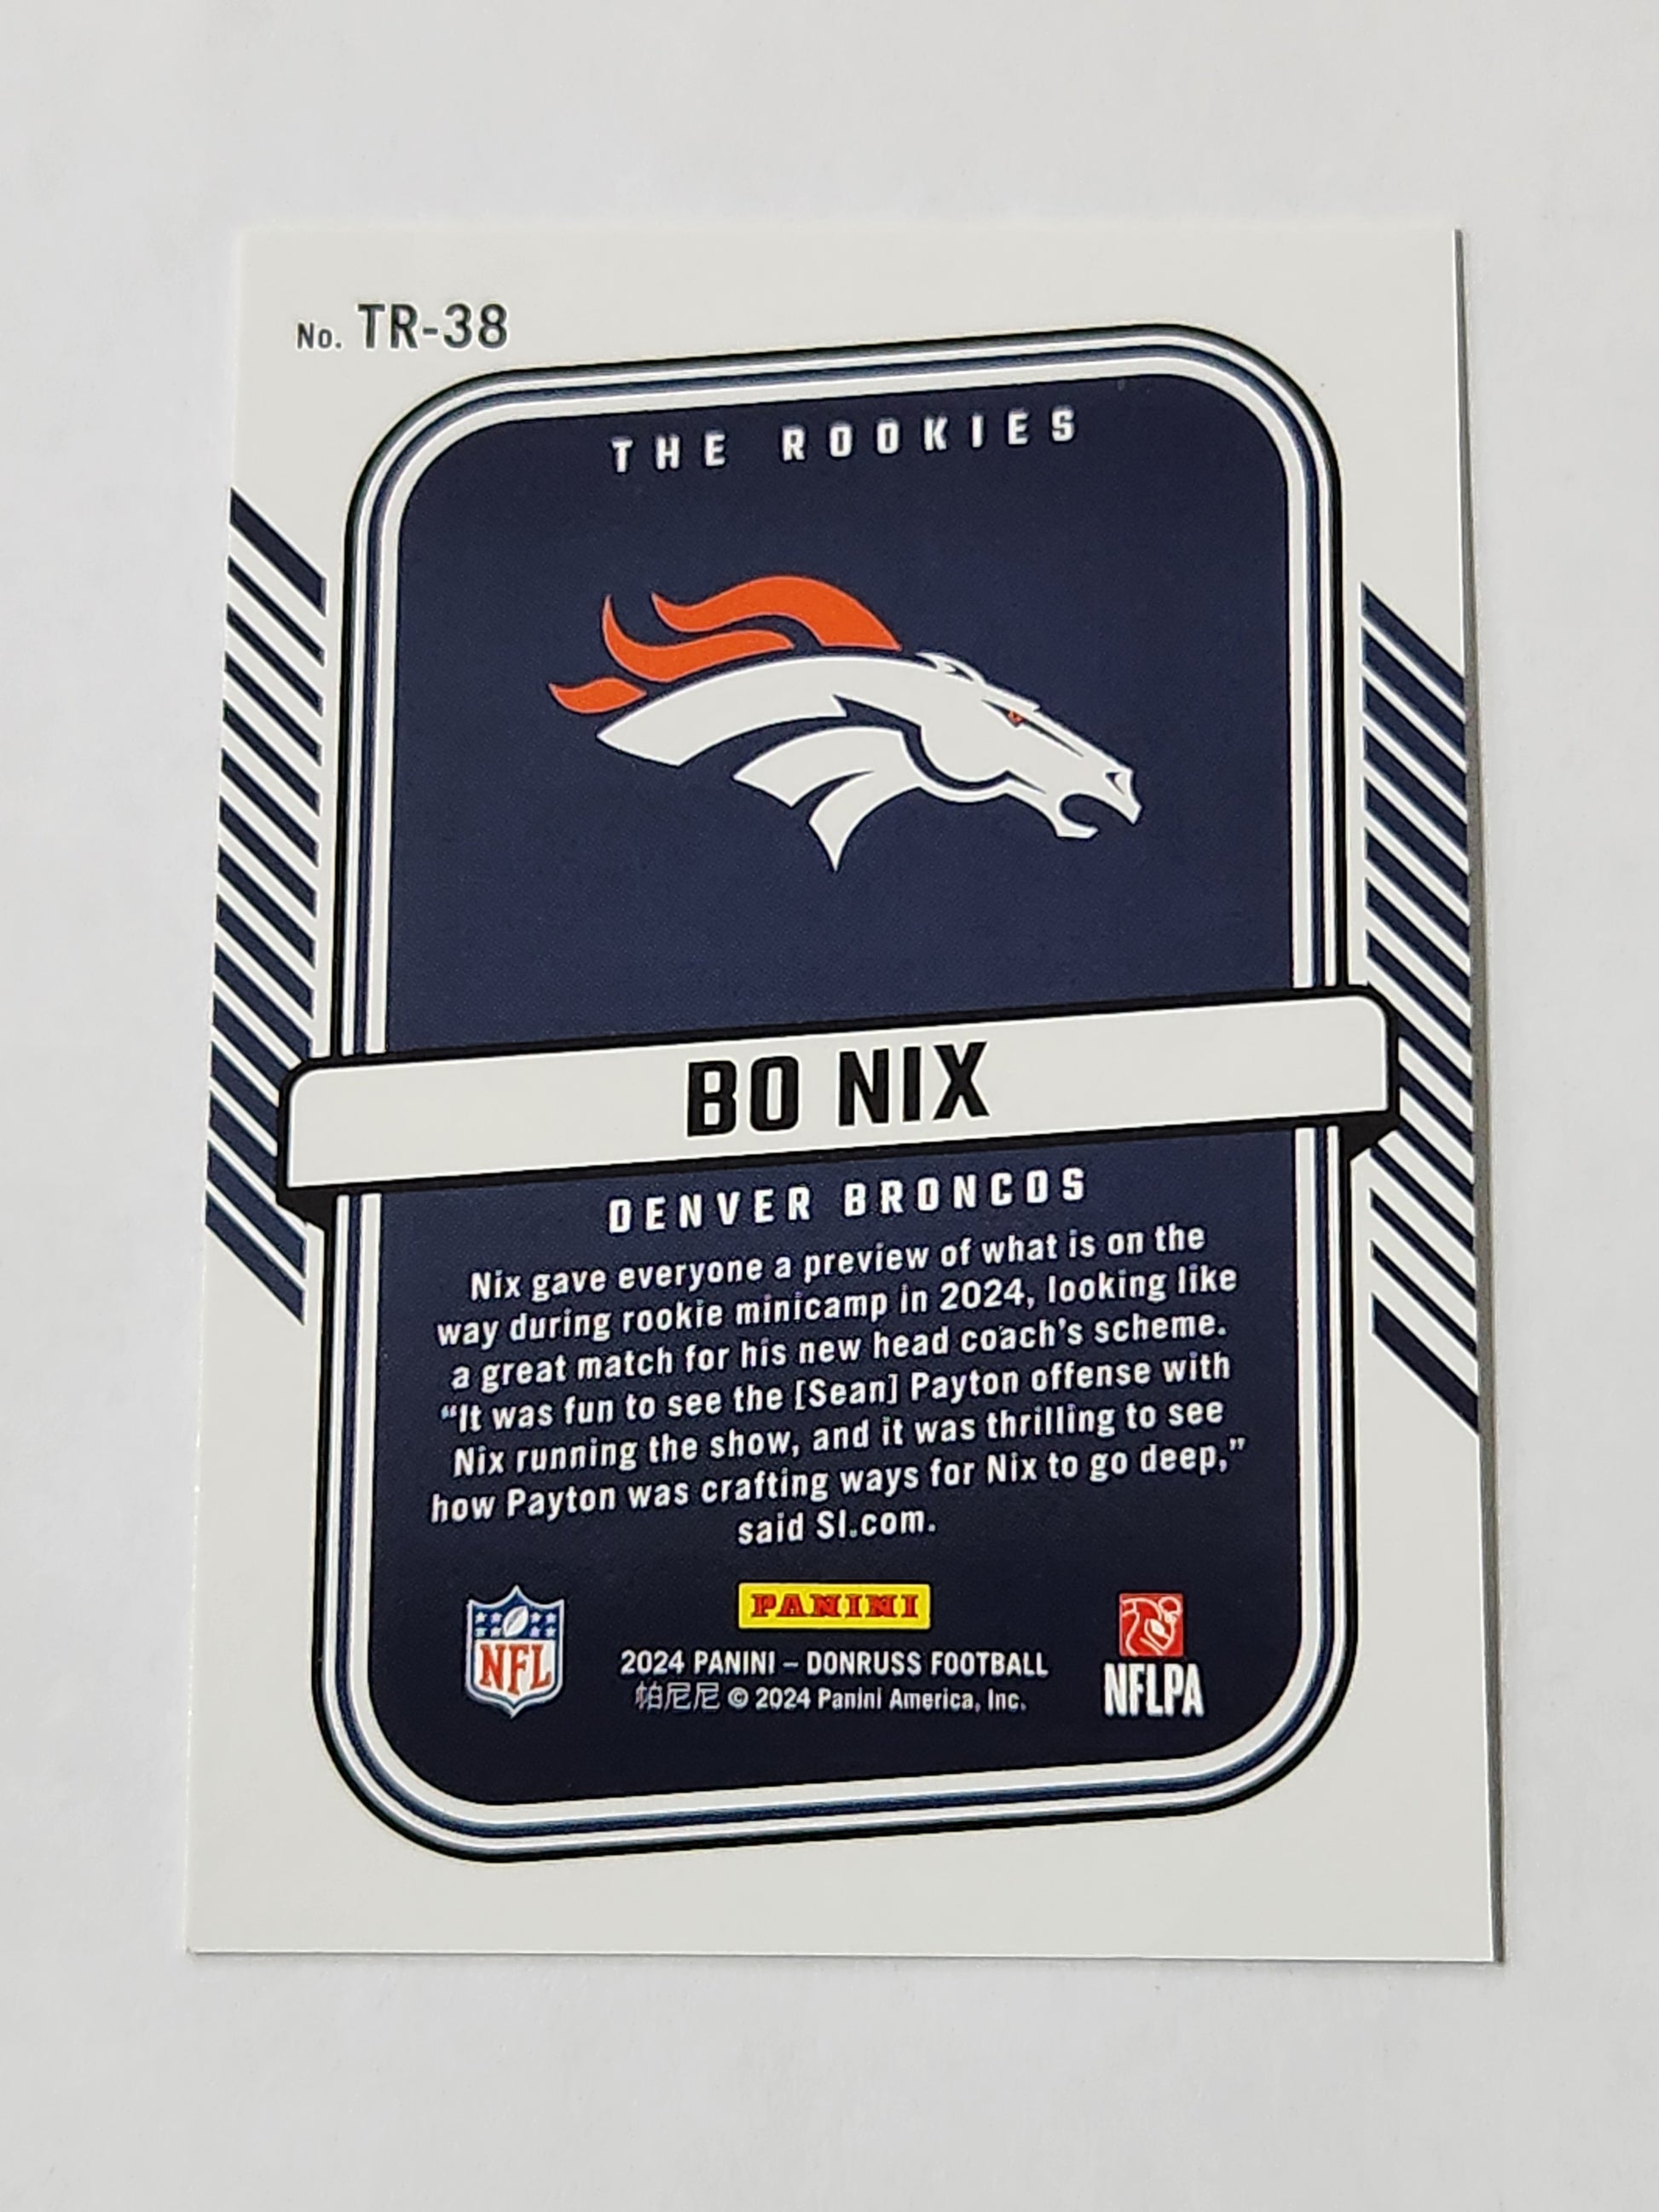 No. TR-38
THE ROOKIES
BO NIX
DENVER BRONCOS
Nix gave everyone a preview of what is on the
way during rookie minicamp in 2024, looking like
a great match for his new head coach's scheme.
“It was fun to see the [Sean] Payton offense with
Nix running the show, and it was thrilling to see
how Payton was crafting ways for Nix to go deep,”
said SI.com.
NFL
PANINI
2024 PANINI – DONRUSS FOOTBALL
帕尼尼 © 2024 Panini America, Inc.
NFLPA